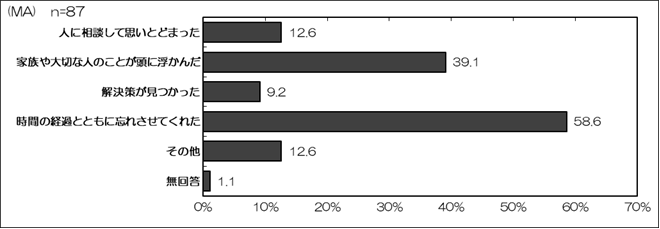 (MA) n=87
人に相談して思いとどまった 12.6
家族や大切な人のことが頭に浮かんだ 39.1
解決策が見つかった 9.2
時間の経過とともに忘れさせてくれた 58.6
その他 12.6
無回答 1.1
0% 10% 20% 30% 40% 50% 60% 70%